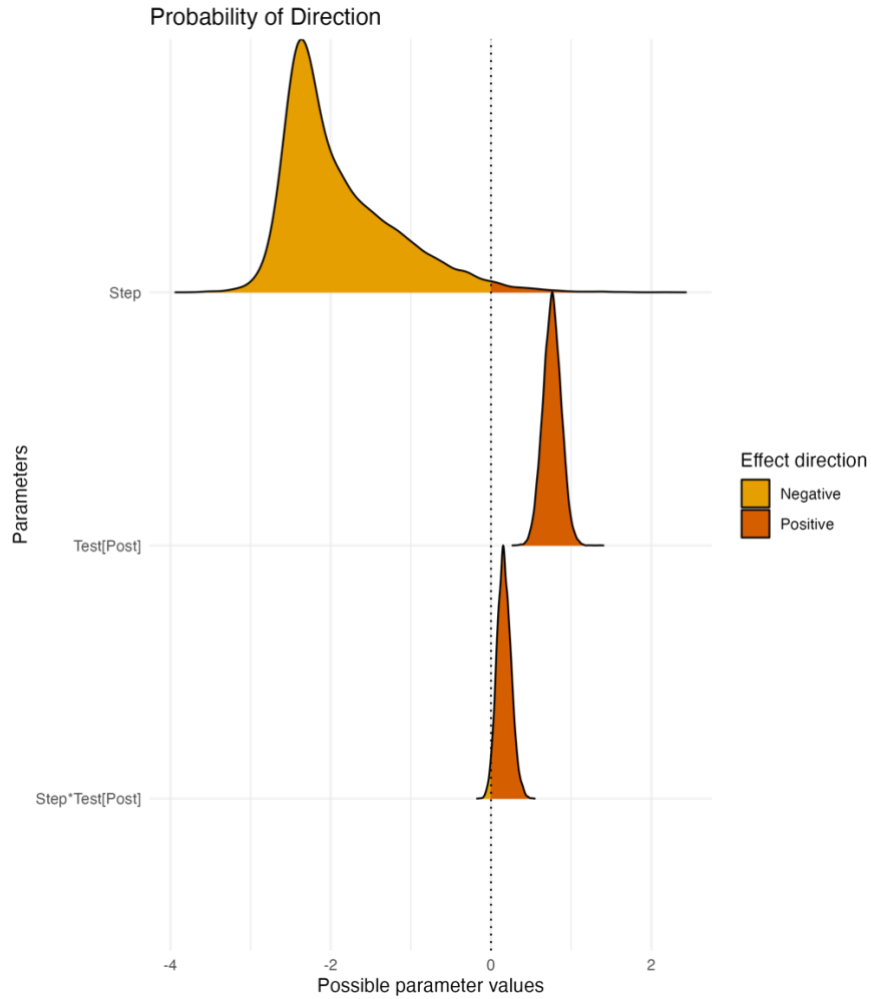 Probability of Direction
Step
Test[Post]
Step*Test[Post]
Parameters
-4
-2
0
2
Possible parameter values
Effect direction
Negative
Positive